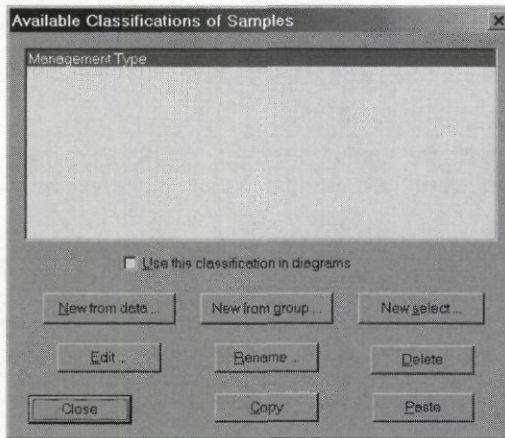 Available Classifications of Samples
Management Type
Use this classification in diagrams
New from data ...
New from group ...
New select ...
Edit ...
Rename ...
Delete
Close
Copy
Paste